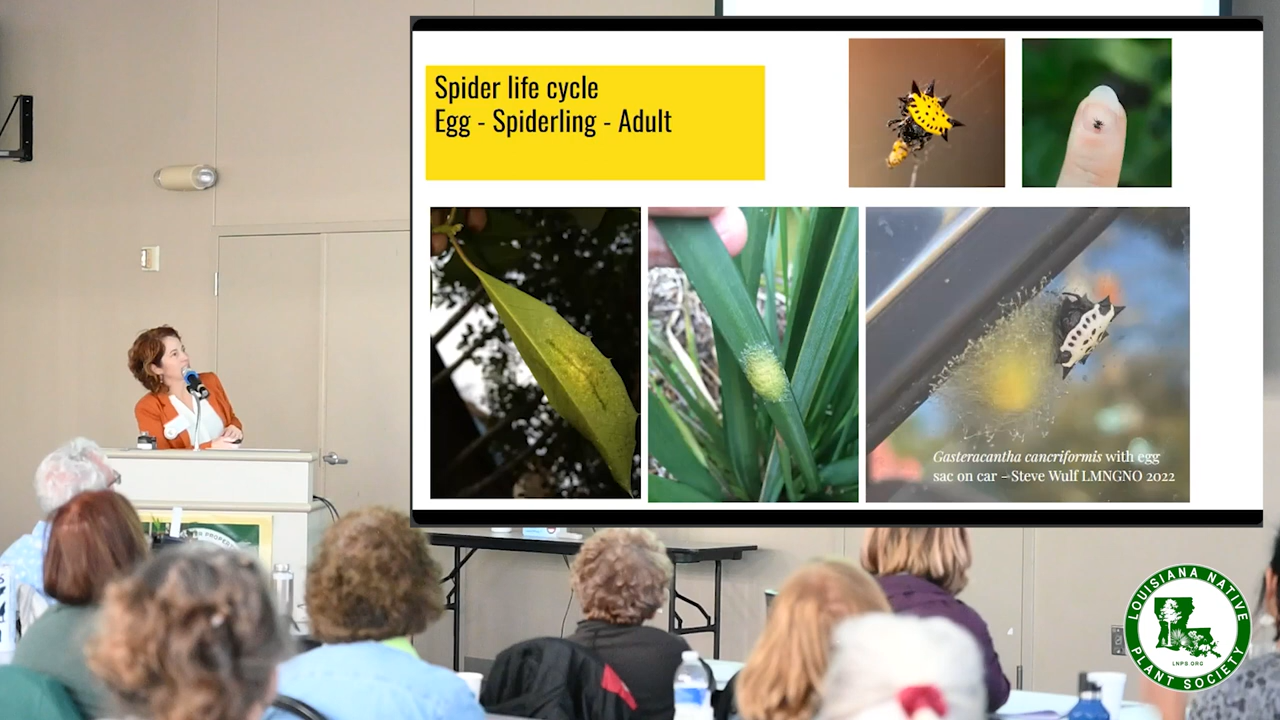 Spider life cycle
Egg - Spiderling - Adult
Gasteracantha cancriformis with egg
sac on car – Steve Wulf LMNGNO 2022
LOUISIANA NATIVE
PLANT SOCIETY
LNPS.ORG